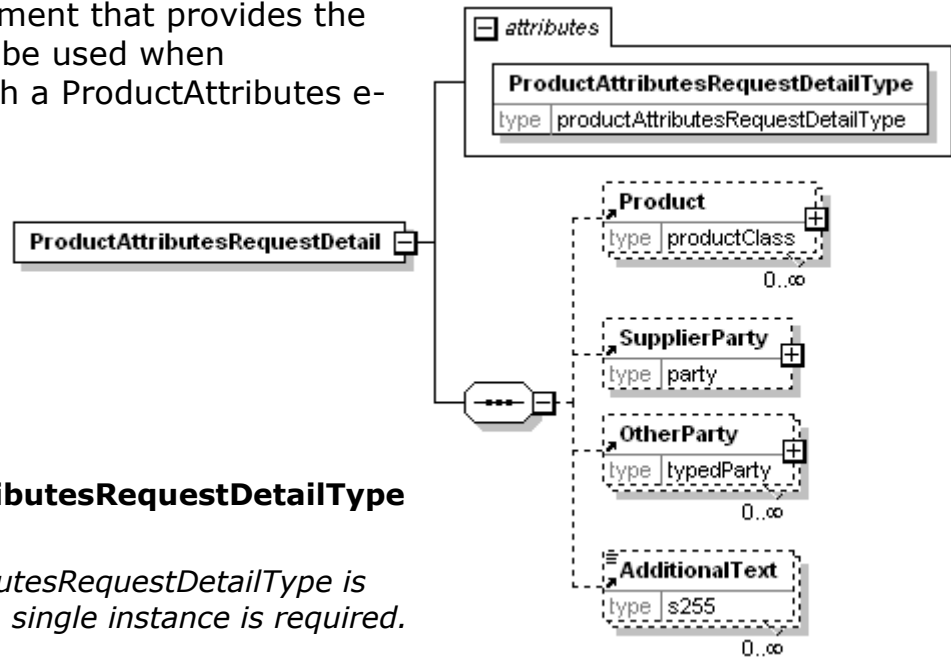 ment that provides the
be used when
h a ProductAttributes e-
attributes
ProductAttributesRequestDetailType
type productAttributesRequestDetailType
ProductAttributesRequestDetail
Product
type productClass
0..∞
SupplierParty
type party
OtherParty
type typedParty
0..∞
AdditionalText
type s255
0..∞
ibutesRequestDetailType
utesRequestDetailType is
single instance is required.